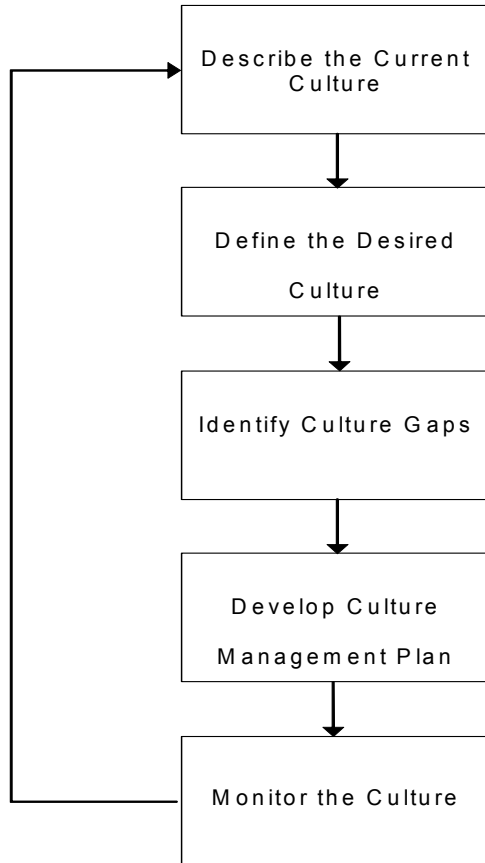 Describe the Current
Culture
Define the Desired
Culture
Identify Culture Gaps
Develop Culture
Management Plan
Monitor the Culture